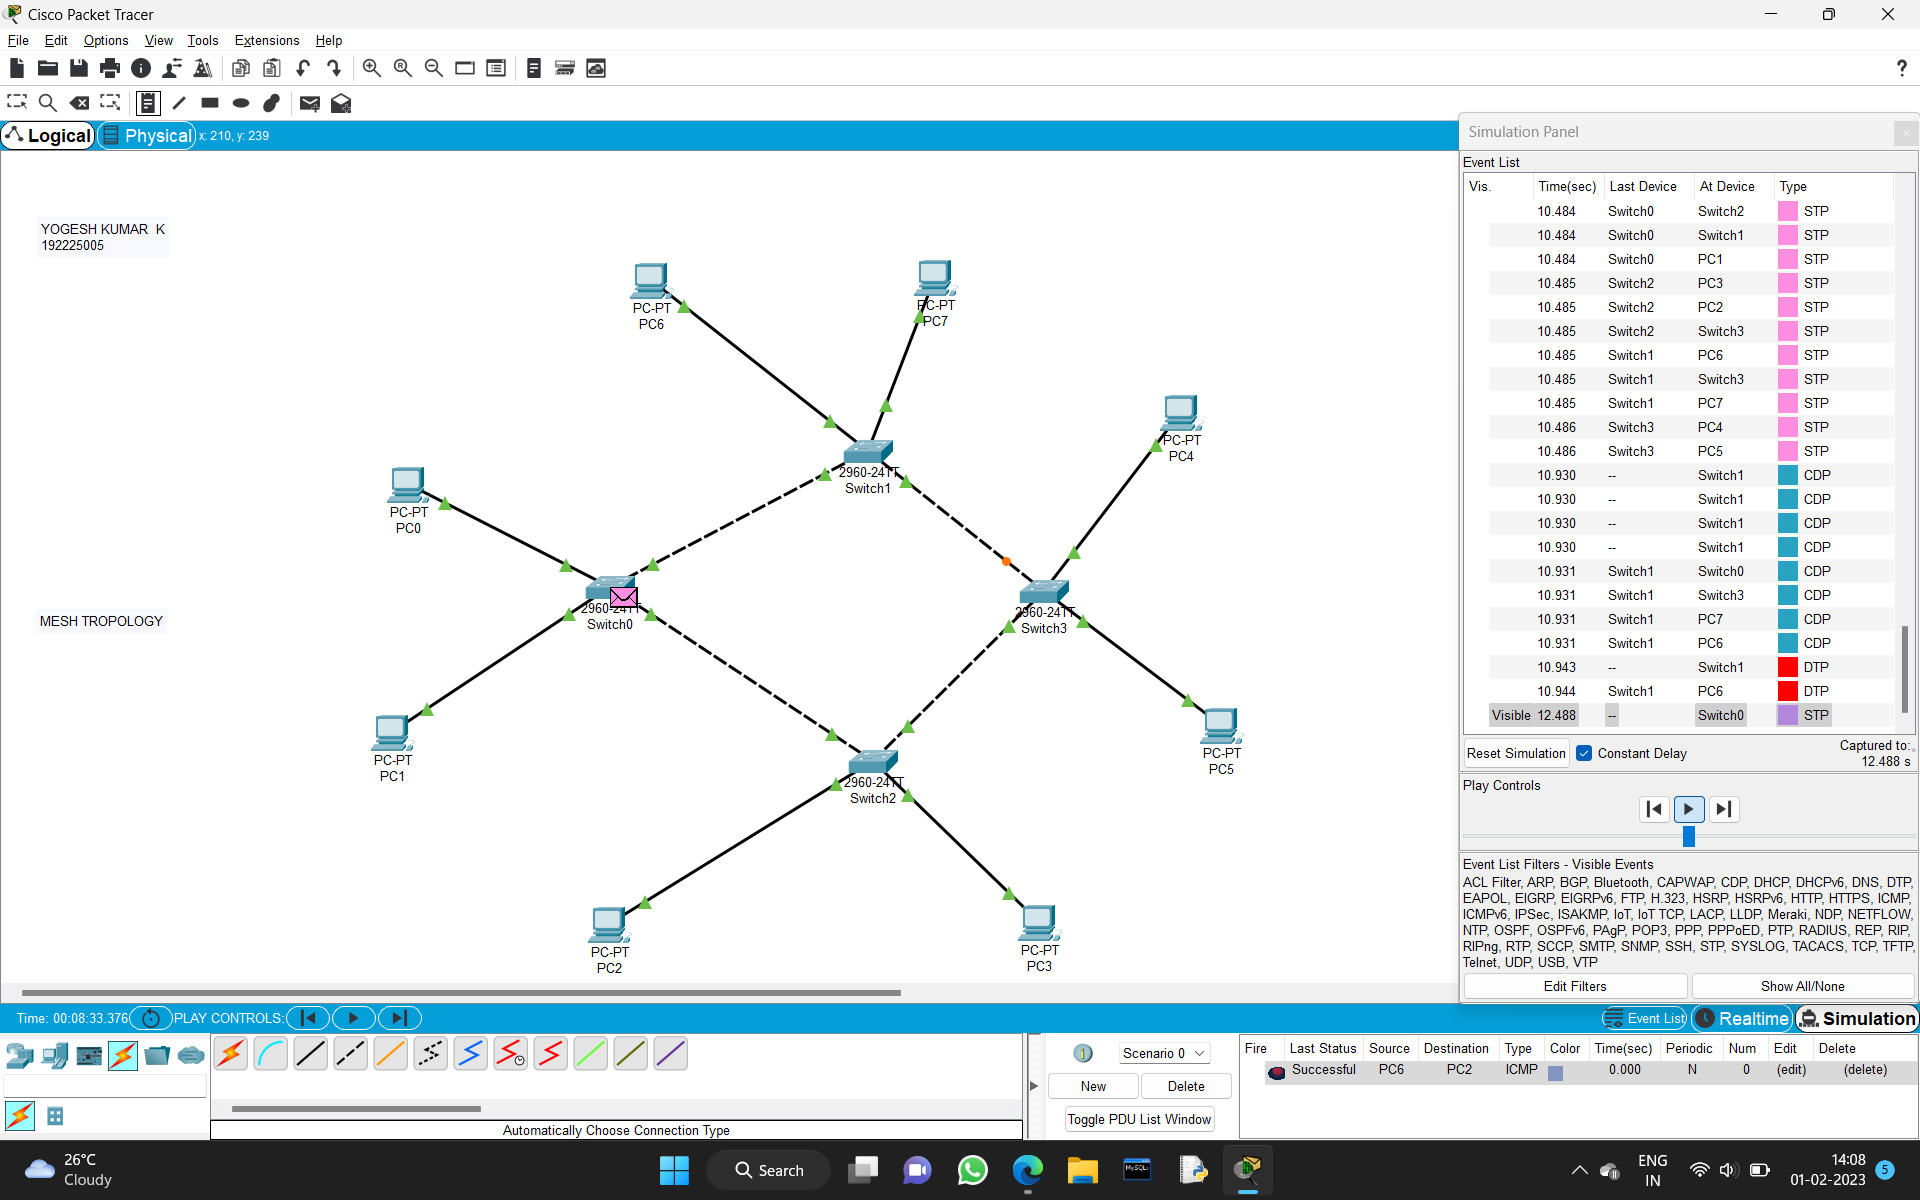 Cisco Packet Tracer
File Edit Options View Tools Extensions Help
?
Logical Physical x: 210, y: 239
YOGESH KUMAR K
192225005
MESH TROPOLOGY
PC-PT
PC6
PC-PT
PC7
PC-PT
PC4
2960-24TT
Switch1
PC-PT
PC0
2960-24TT
Switch0
2960-24TT
Switch3
PC-PT
PC1
2960-24TT
Switch2
PC-PT
PC5
PC-PT
PC2
PC-PT
PC3
Simulation Panel
Event List
Vis. Time(sec) Last Device At Device Type
10.484 Switch0 Switch2 STP
10.484 Switch0 Switch1 STP
10.484 Switch0 PC1 STP
10.485 Switch2 PC3 STP
10.485 Switch2 PC2 STP
10.485 Switch2 Switch3 STP
10.485 Switch1 PC6 STP
10.485 Switch1 Switch3 STP
10.485 Switch1 PC7 STP
10.486 Switch3 PC4 STP
10.486 Switch3 PC5 STP
10.930 -- Switch1 CDP
10.930 -- Switch1 CDP
10.930 -- Switch1 CDP
10.930 -- Switch1 CDP
10.931 Switch1 Switch0 CDP
10.931 Switch1 Switch3 CDP
10.931 Switch1 PC7 CDP
10.931 Switch1 PC6 CDP
10.943 -- Switch1 DTP
10.944 Switch1 PC6 DTP
Visible 12.488 -- Switch0 STP
Reset Simulation Constant Delay Captured to:
12.488 s
Play Controls
Event List Filters - Visible Events
ACL Filter, ARP, BGP, Bluetooth, CAPWAP, CDP, DHCP, DHCPv6, DNS, DTP,
EAPOL, EIGRP, EIGRPv6, FTP, H.323, HSRP, HSRPv6, HTTP, HTTPS, ICMP,
ICMPv6, IPSec, ISAKMP, IoT, IoT TCP, LACP, LLDP, Meraki, NDP, NETFLOW,
NTP, OSPF, OSPFv6, PAgP, POP3, PPP, PPPoED, PTP, RADIUS, REP, RIP,
RIPng, RTP, SCCP, SMTP, SNMP, SSH, STP, SYSLOG, TACACS, TCP, TFTP,
Telnet, UDP, USB, VTP
Edit Filters Show All/None
Time: 00:08:33.376 PLAY CONTROLS: Event List Realtime Simulation
Automatically Choose Connection Type
Scenario 0
New Delete
Toggle PDU List Window
Fire Last Status Source Destination Type Color Time(sec) Periodic Num Edit Delete
Successful PC6 PC2 ICMP 0.000 N 0 (edit) (delete)
26°C
Cloudy
Search
MySQL
ENG
IN
14:08
01-02-2023
5